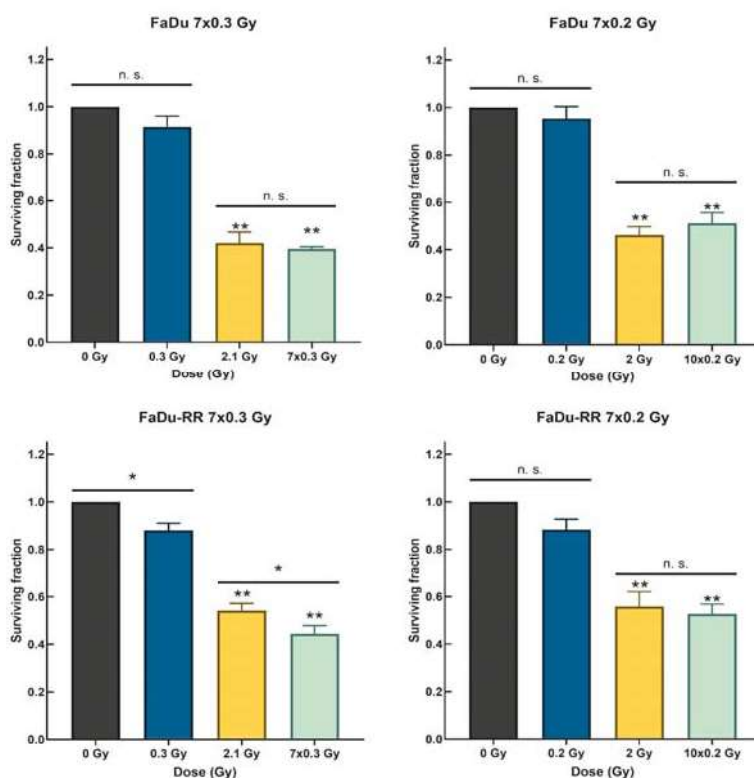 FaDu 7x0.3 Gy
n. s.
n. s.
** **
Surviving fraction
1.2
1.0
0.8
0.6
0.4
0.2
0.0
0 Gy 0.3 Gy 2.1 Gy 7x0.3 Gy
Dose (Gy)
FaDu 7x0.2 Gy
n. s.
n. s.
** **
Surviving fraction
1.2
1.0
0.8
0.6
0.4
0.2
0.0
0 Gy 0.2 Gy 2 Gy 10x0.2 Gy
Dose (Gy)
FaDu-RR 7x0.3 Gy
*
*
** **
Surviving fraction
1.2
1.0
0.8
0.6
0.4
0.2
0.0
0 Gy 0.3 Gy 2.1 Gy 7x0.3 Gy
Dose (Gy)
FaDu-RR 7x0.2 Gy
n. s.
n. s.
** **
Surviving fraction
1.2
1.0
0.8
0.6
0.4
0.2
0.0
0 Gy 0.2 Gy 2 Gy 10x0.2 Gy
Dose (Gy)